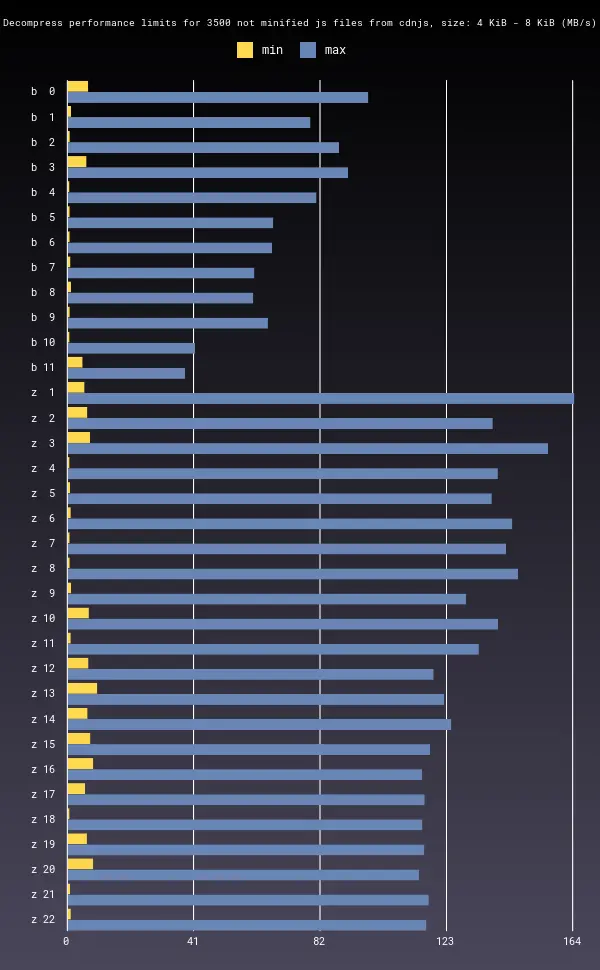 Decompress performance limits for 3500 not minified js files from cdnjs, size: 4 KiB – 8 KiB (MB/s)
min max
b 0
b 1
b 2
b 3
b 4
b 5
b 6
b 7
b 8
b 9
b 10
b 11
z 1
z 2
z 3
z 4
z 5
z 6
z 7
z 8
z 9
z 10
z 11
z 12
z 13
z 14
z 15
z 16
z 17
z 18
z 19
z 20
z 21
z 22
0 41 82 123 164